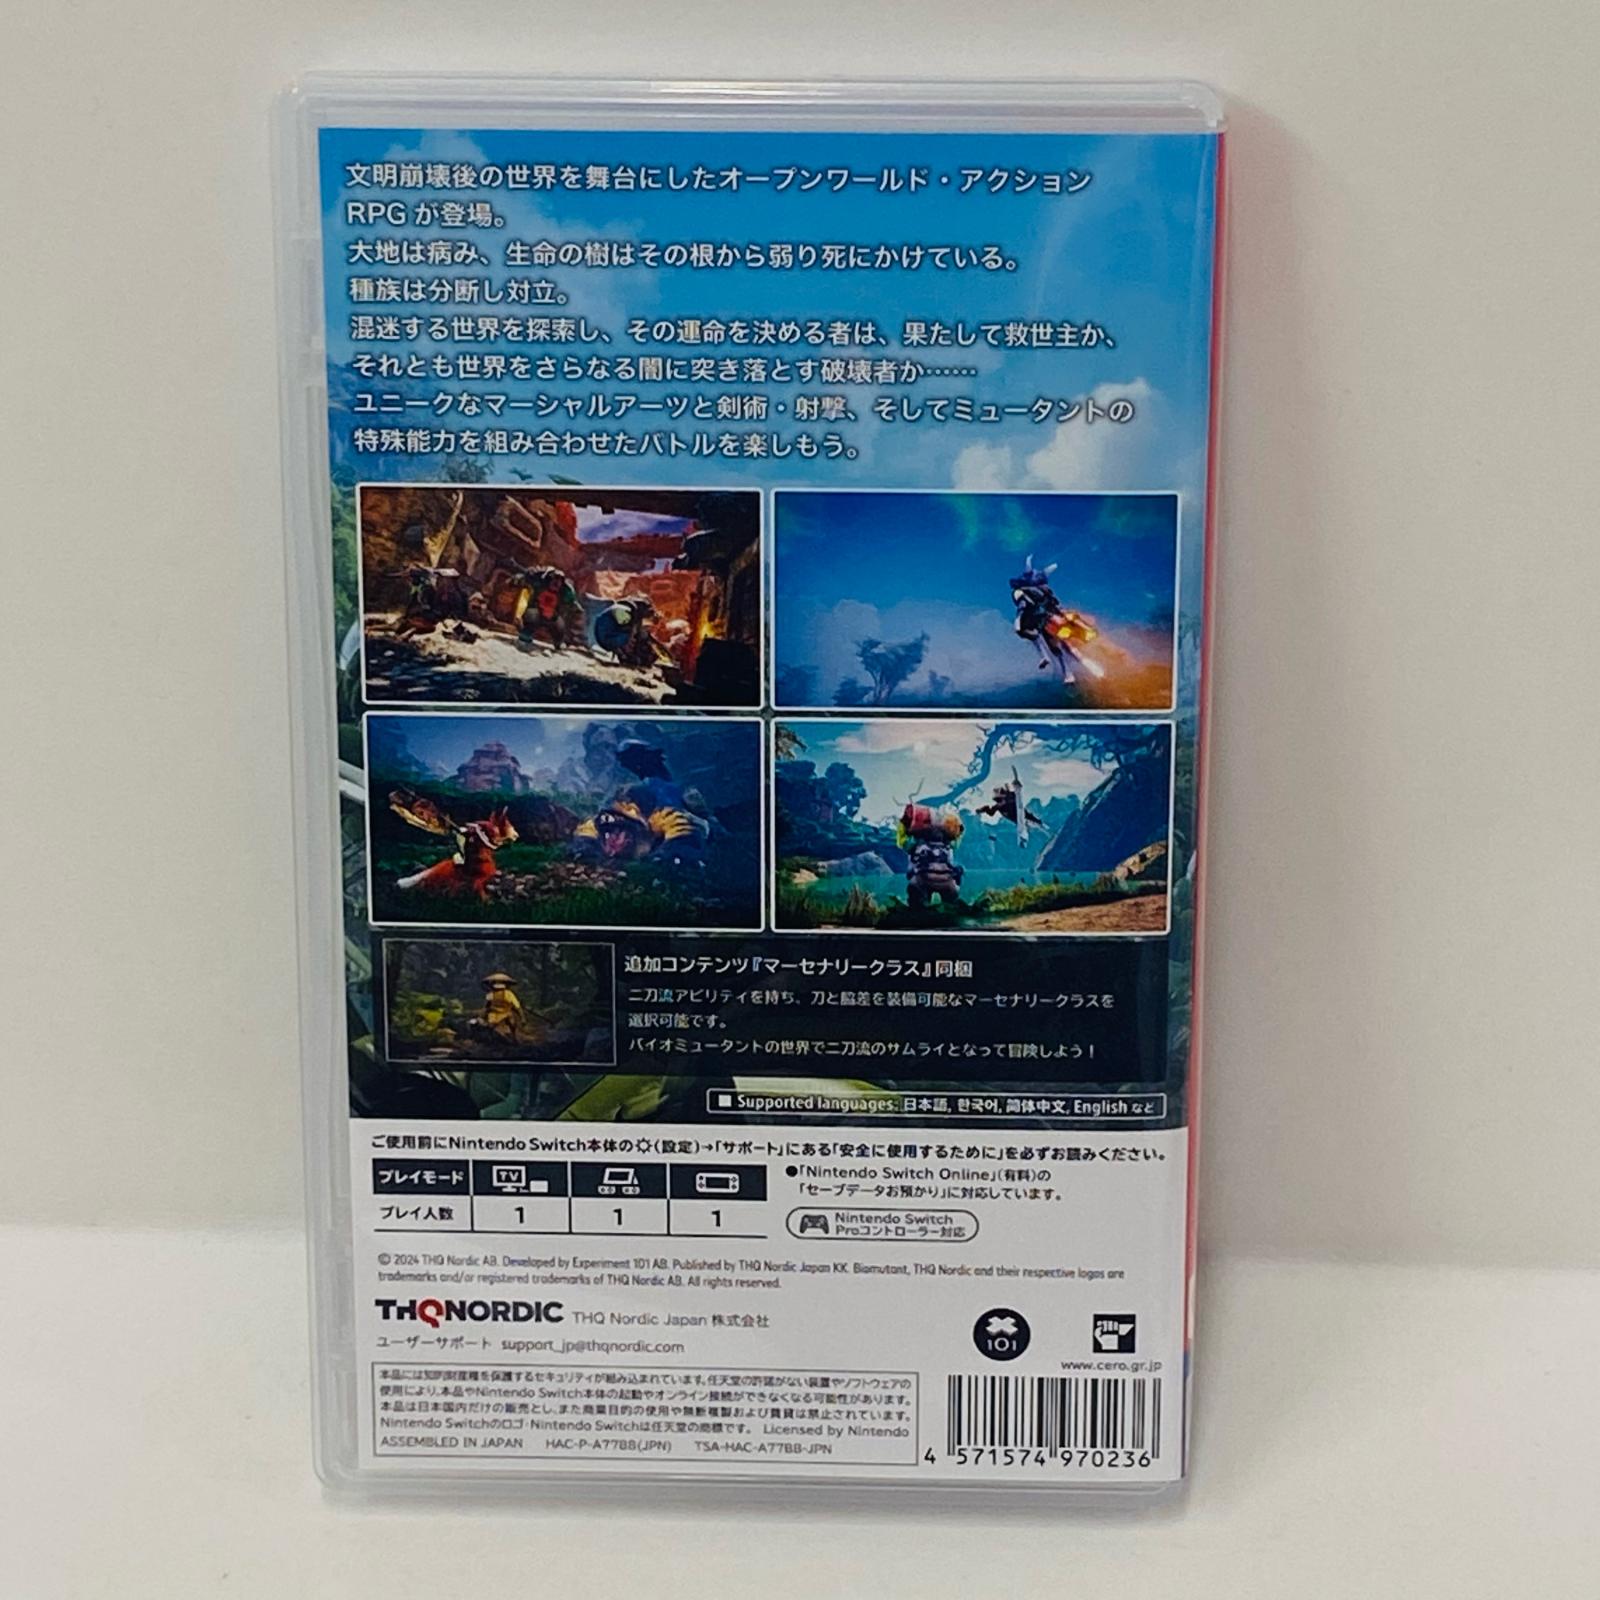 文明崩壊後の世界を舞台にしたオープンワールド・アクション
RPG が登場。
大地は病み、生命の樹はその根から弱り死にかけている。
種族は分断し対立。
混迷する世界を探索し、その運命を決める者は、果たして救世主か、
それとも世界をさらなる闇に突き落とす破壊者か……
ユニークなマーシャルアーツと剣術・射撃、そしてミュータントの
特殊能力を組み合わせたバトルを楽しもう。
追加コンテンツ『マーセナリークラス』同梱
二刀流アビリティを持ち、刀と脇差を装備可能なマーセナリークラスを
選択可能です。
バイオミュータントの世界で二刀流のサムライとなって冒険しよう！
■ Supported languages: 日本語, 한국어, 简体中文, English など
ご使用前にNintendo Switch本体の(設定)→「サポート」にある「安全に使用するために」を必ずお読みください。
プレイモード TV
プレイ人数 1 1 1
●「Nintendo Switch Online」(有料)の
「セーブデータお預かり」に対応しています。
Nintendo Switch
Proコントローラー対応
© 2024 THQ Nordic AB. Developed by Experiment 101 AB. Published by THQ Nordic Japan KK. Biomutant, THQ Nordic and their respective logos are
trademarks and/or registered trademarks of THQ Nordic AB. All rights reserved.
THQNORDIC THQ Nordic Japan 株式会社
ユーザーサポート support_jp@thqnordic.com
101
www.cero.gr.jp
本品には知的財産権を保護するセキュリティが組み込まれています。任天堂の許諾がない装置やソフトウェアの
使用により、本品やNintendo Switch本体の起動やオンライン接続ができなくなる可能性があります。
本品は日本国内だけの販売とし、また商業目的の使用や無断複製および賃貸は禁止されています。
Nintendo Switchのロゴ・Nintendo Switchは任天堂の商標です。 Licensed by Nintendo
ASSEMBLED IN JAPAN HAC-P-A77BB(JPN) TSA-HAC-A77BB-JPN
4 571574 970236